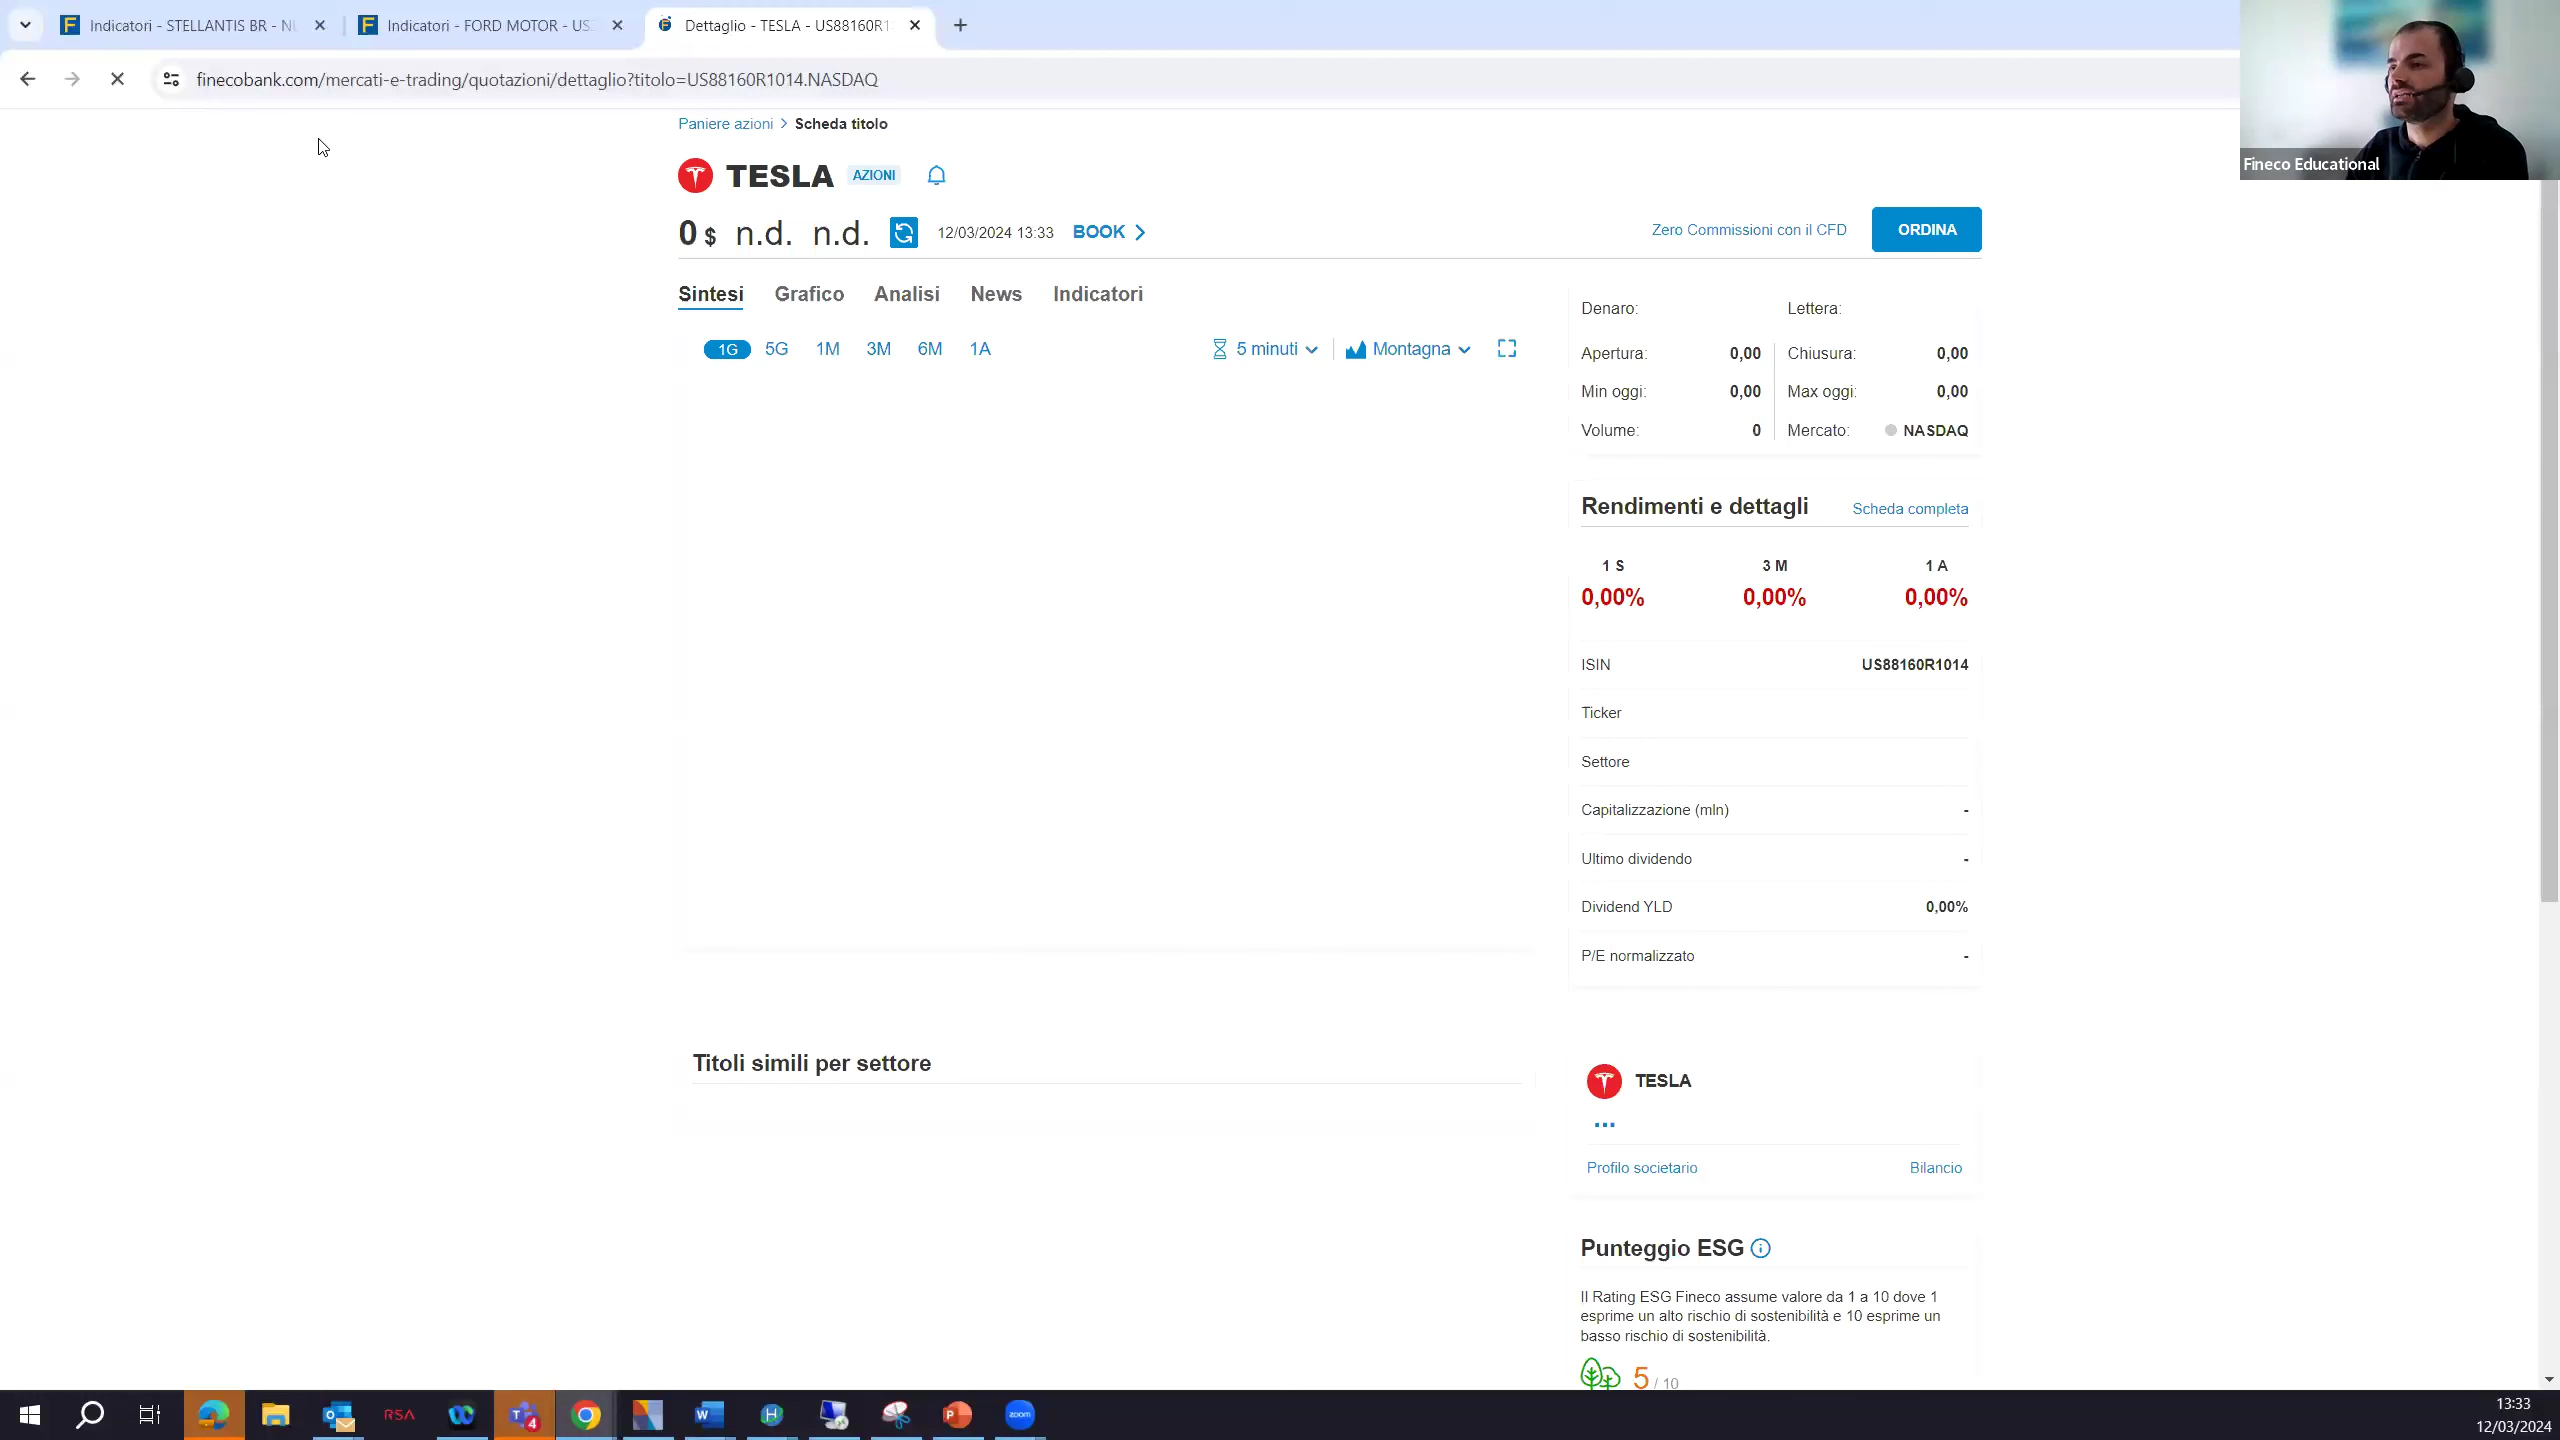 Indicatori - STELLANTIS BR - NL
Indicatori - FORD MOTOR - US
Dettaglio - TESLA - US88160R1
finecobank.com/mercati-e-trading/quotazioni/dettaglio?titolo=US88160R1014.NASDAQ
Fineco Educational
Paniere azioni > Scheda titolo
TESLA AZIONI
0 $ n.d. n.d. 12/03/2024 13:33 BOOK
Zero Commissioni con il CFD ORDINA
Sintesi Grafico Analisi News Indicatori
1G 5G 1M 3M 6M 1A 5 minuti Montagna
Denaro: Lettera:
Apertura: 0,00 Chiusura: 0,00
Min oggi: 0,00 Max oggi: 0,00
Volume: 0 Mercato: NASDAQ
Rendimenti e dettagli Scheda completa
1 S 3 M 1 A
0,00% 0,00% 0,00%
ISIN US88160R1014
Ticker
Settore
Capitalizzazione (mln) -
Ultimo dividendo -
Dividend YLD 0,00%
P/E normalizzato -
Titoli simili per settore
TESLA
...
Profilo societario Bilancio
Punteggio ESG
Il Rating ESG Fineco assume valore da 1 a 10 dove 1
esprime un alto rischio di sostenibilità e 10 esprime un
basso rischio di sostenibilità.
5 / 10
RSA
4
zoom
13:33
12/03/2024